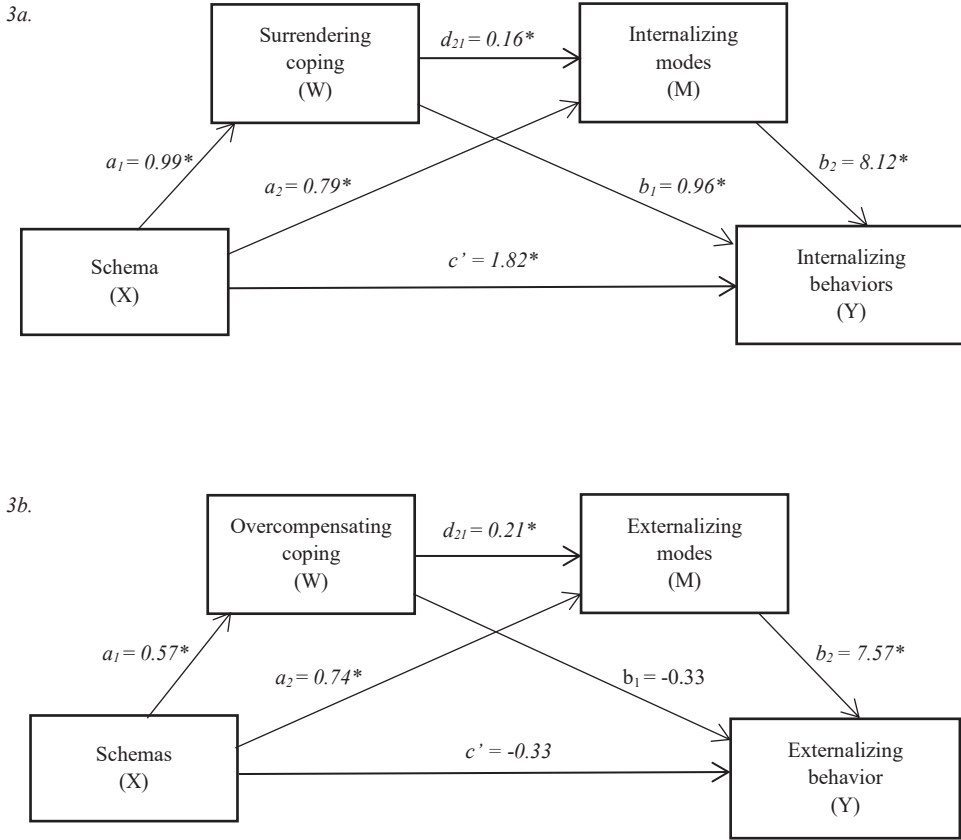 3a.
Surrendering
coping
(W)
d21 = 0.16*
Internalizing
modes
(M)
a1 = 0.99*
a2 = 0.79*
b1 = 0.96*
b2 = 8.12*
Schema
(X)
c’ = 1.82*
Internalizing
behaviors
(Y)
3b.
Overcompensating
coping
(W)
d21 = 0.21*
Externalizing
modes
(M)
a1 = 0.57*
a2 = 0.74*
b1 = -0.33
b2 = 7.57*
Schemas
(X)
c’ = -0.33
Externalizing
behavior
(Y)